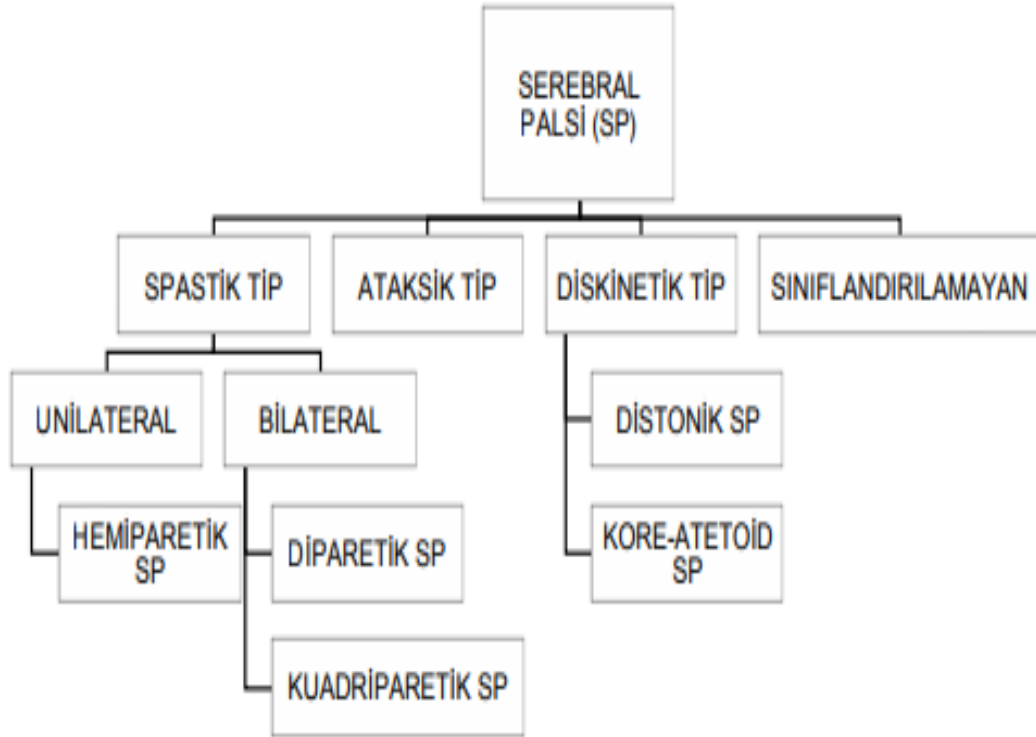 SEREBRAL
PALSİ (SP)
SPASTİK TİP
ATAKSİK TİP
DİSKİNETİK TİP
SINIFLANDIRILAMAYAN
UNİLATERAL
BİLATERAL
DİSTONİK SP
HEMİPARETİK
SP
DİPARETİK SP
KORE-ATETOİD
SP
KUADRİPARETİK SP